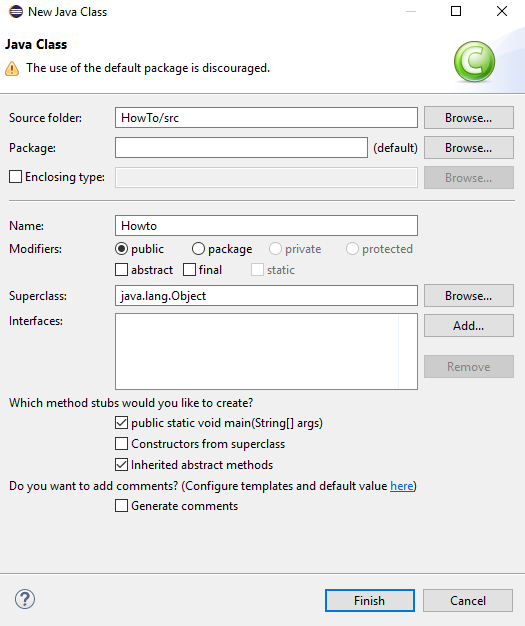 New Java Class
Java Class
The use of the default package is discouraged.
C
Source folder: HowTo/src Browse...
Package: (default) Browse...
Enclosing type: Browse...
Name: Howto
Modifiers: public package private protected
abstract final static
Superclass: java.lang.Object Browse...
Interfaces: Add...
Remove
Which method stubs would you like to create?
public static void main(String[] args)
Constructors from superclass
Inherited abstract methods
Do you want to add comments? (Configure templates and default value here)
Generate comments
? Finish Cancel